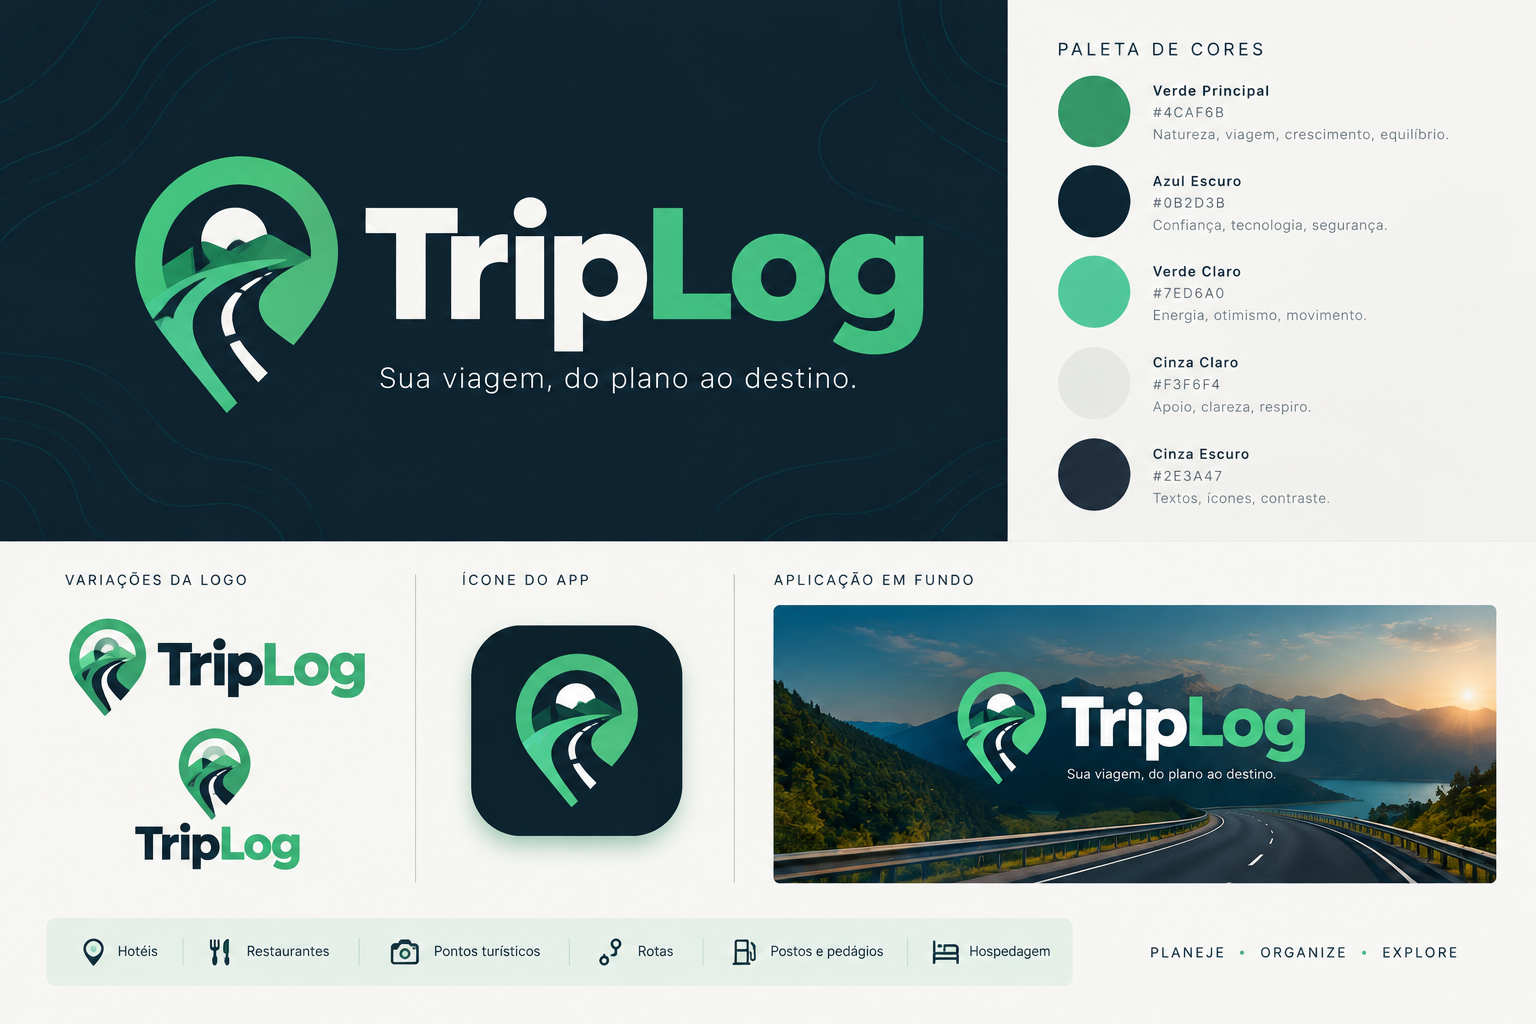 TripLog
Sua viagem, do plano ao destino.
PALETA DE CORES
Verde Principal
#4CAF6B
Natureza, viagem, crescimento, equilíbrio.
Azul Escuro
#0B2D3B
Confiança, tecnologia, segurança.
Verde Claro
#7ED6A0
Energia, otimismo, movimento.
Cinza Claro
#F3F6F4
Apoio, clareza, respiro.
Cinza Escuro
#2E3A47
Textos, ícones, contraste.
VARIAÇÕES DA LOGO
TripLog
TripLog
ÍCONE DO APP
APLICAÇÃO EM FUNDO
TripLog
Sua viagem, do plano ao destino.
Hotéis
Restaurantes
Pontos turísticos
Rotas
Postos e pedágios
Hospedagem
PLANEJE • ORGANIZE • EXPLORE